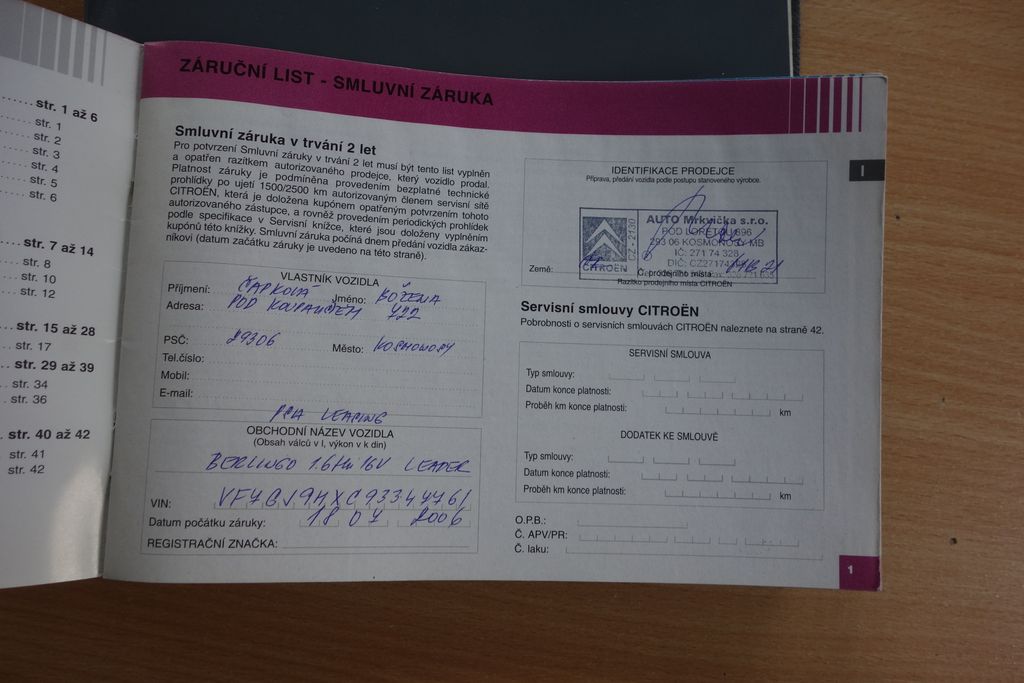 str. 1 až 6
str. 1
str. 2
str. 3
str. 4
str. 5
str. 6
str. 7 až 14
str. 8
str. 10
str. 12
str. 15 až 28
str. 17
str. 29 až 39
str. 34
str. 36
str. 40 až 42
str. 41
str. 42
ZÁRUČNÍ LIST - SMLUVNÍ ZÁRUKA
Smluvní záruka v trvání 2 let
Pro potvrzení Smluvní záruky v trvání 2 let musí být tento list vyplněn
a opatřen razítkem autorizovaného prodejce, který vozidlo prodal.
Platnost záruky je podmíněna provedením bezplatné technické
prohlídky po ujetí 1500/2500 km autorizovaným členem servisní sítě
CITROËN, která je doložena kupónem opatřeným potvrzením tohoto
autorizovaného zástupce, a rovněž provedením periodických prohlídek
podle specifikace v Servisní knížce, které jsou doloženy vyplněním
kupónů této knížky. Smluvní záruka počíná dnem předání vozidla zákaz-
níkovi (datum začátku záruky je uvedeno na této straně).
VLASTNÍK VOZIDLA
Příjmení: ČAPKOVÁ Jméno: BOŽENA
Adresa: POD KOUPALIŠTEM 722
PSČ: 29306 Město: KOSMONOSY
Tel.číslo:
Mobil:
E-mail:
LEASING
OBCHODNÍ NÁZEV VOZIDLA
(Obsah válců v l, výkon v k din)
BERLINGO 1.6 16V LEADER
VIN:
Datum počátku záruky: 18 07 2006
REGISTRAČNÍ ZNAČKA:
IDENTIFIKACE PRODEJCE
Příprava, předání vozidla podle postupu stanoveného výrobce.
AUTO Mrkvička s.r.o.
POD LORETOU 896
293 06 KOSMONOSY MB
IČ: 271 74 328
CITROËN
Země: Č. prodejního místa:
Razítko prodejního místa CITROËN
Servisní smlouvy CITROËN
Pobrobnosti o servisních smlouvách CITROËN naleznete na straně 42.
SERVISNÍ SMLOUVA
Typ smlouvy:
Datum konce platnosti:
Proběh km konce platnosti: km
DODATEK KE SMLOUVĚ
Typ smlouvy:
Datum konce platnosti:
Proběh km konce platnosti: km
O.P.B.:
Č. APV/PR:
Č. laku:
I
1